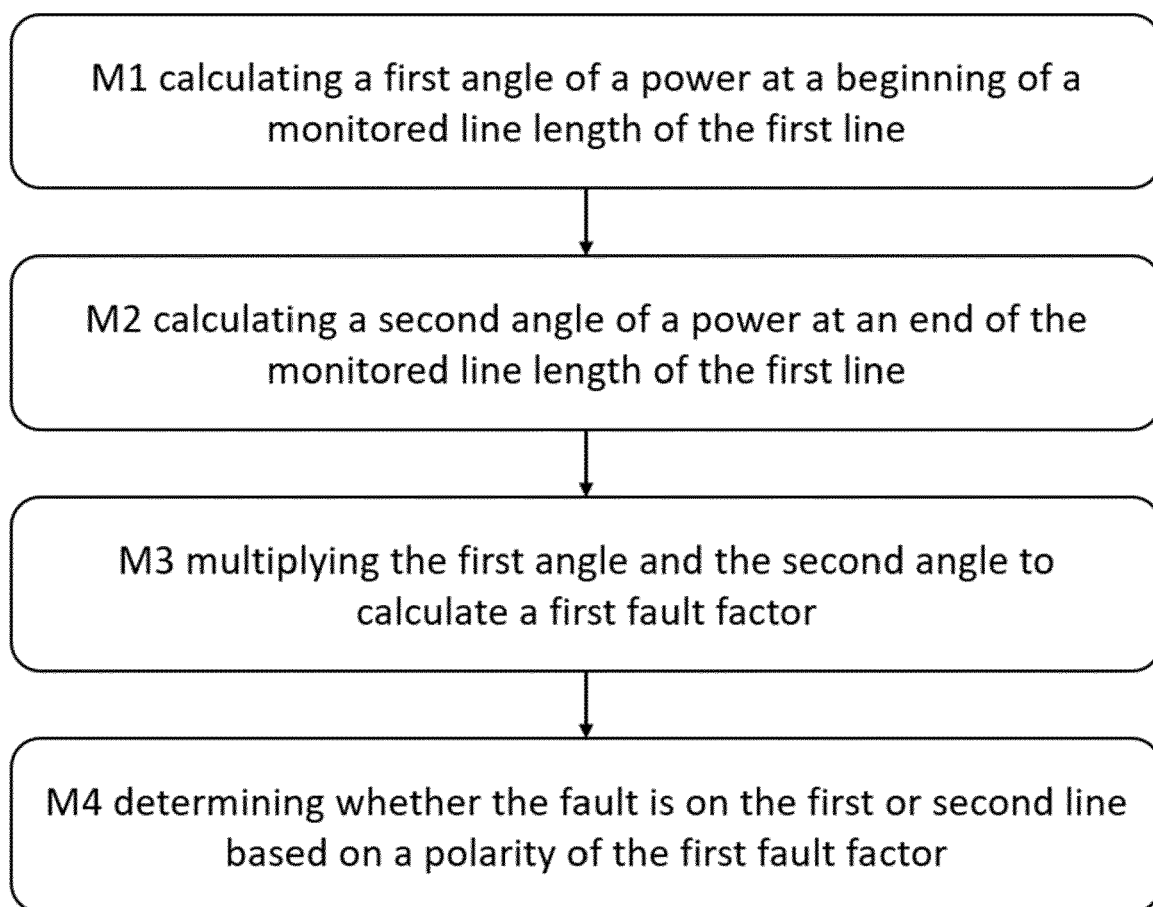 M1 calculating a first angle of a power at a beginning of a
monitored line length of the first line
M2 calculating a second angle of a power at an end of the
monitored line length of the first line
M3 multiplying the first angle and the second angle to
calculate a first fault factor
M4 determining whether the fault is on the first or second line
based on a polarity of the first fault factor